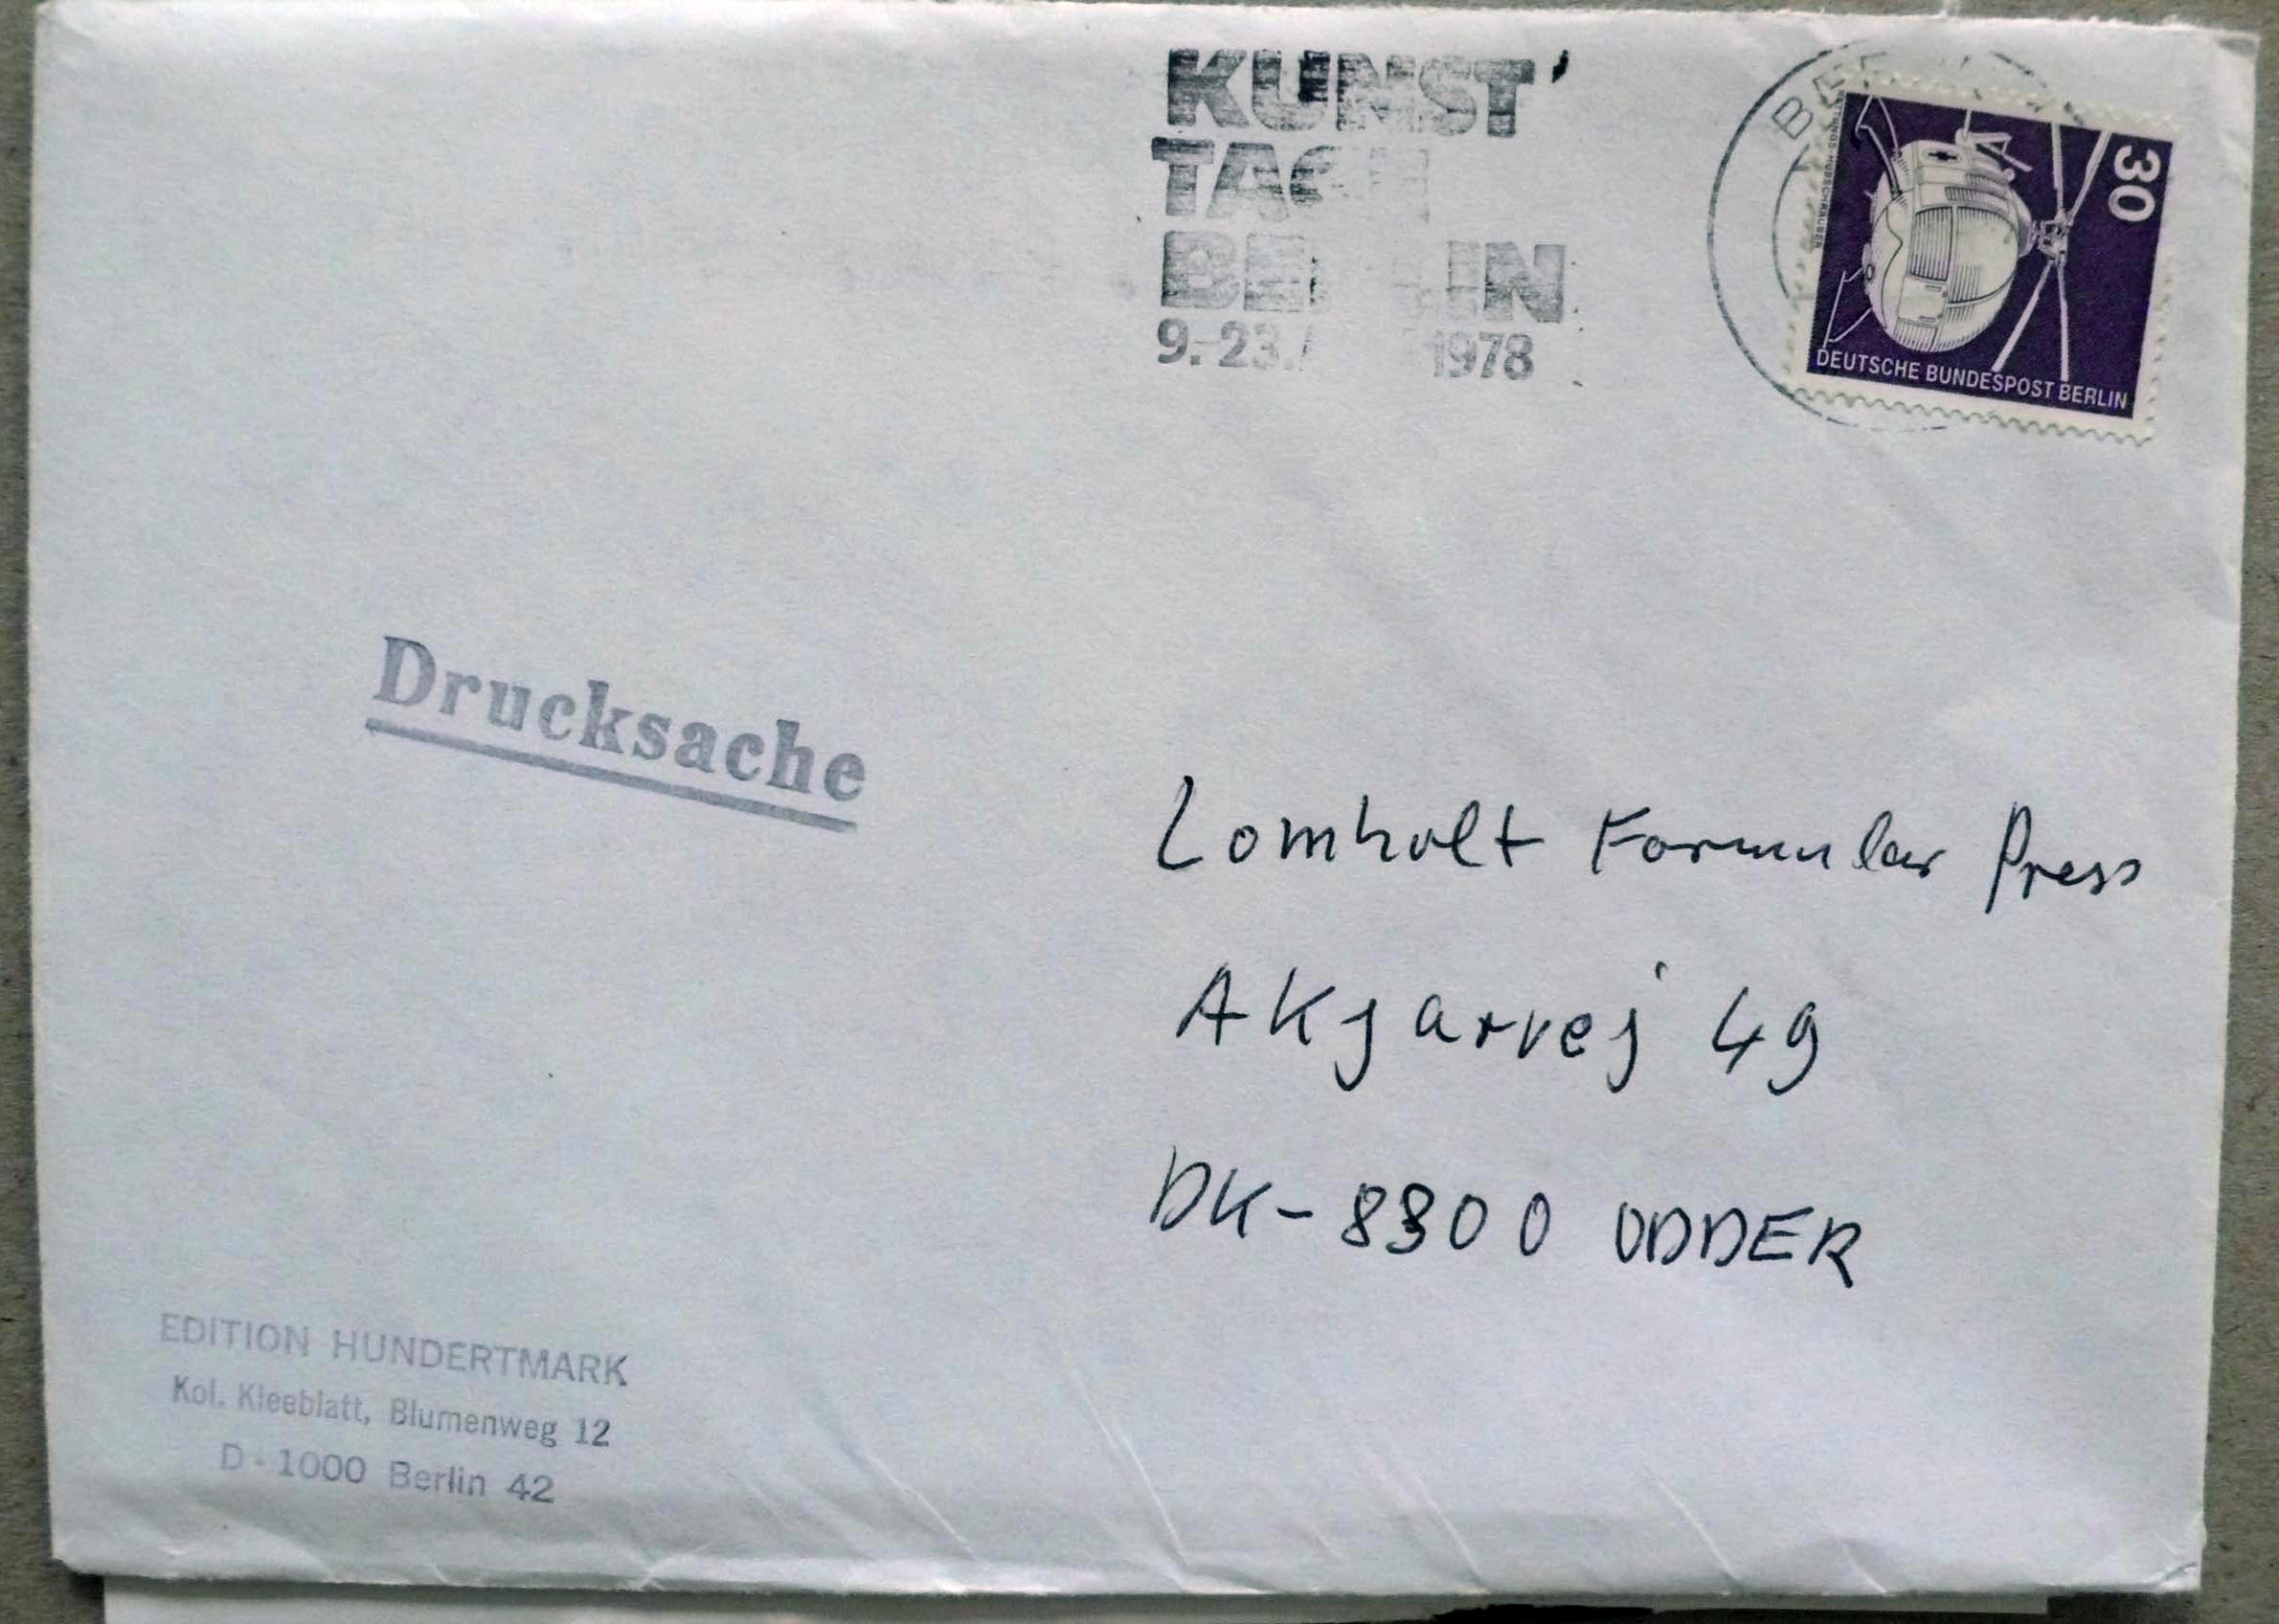 KUNST
TAGE
BERLIN
9.-23. 1978
30
DEUTSCHE BUNDESPOST BERLIN
Drucksache
Lomholt Formular Press
AKjarvej 49
DK-8300 ODDER
EDITION HUNDERTMARK
Kol. Kleeblatt, Blumenweg 12
D-1000 Berlin 42